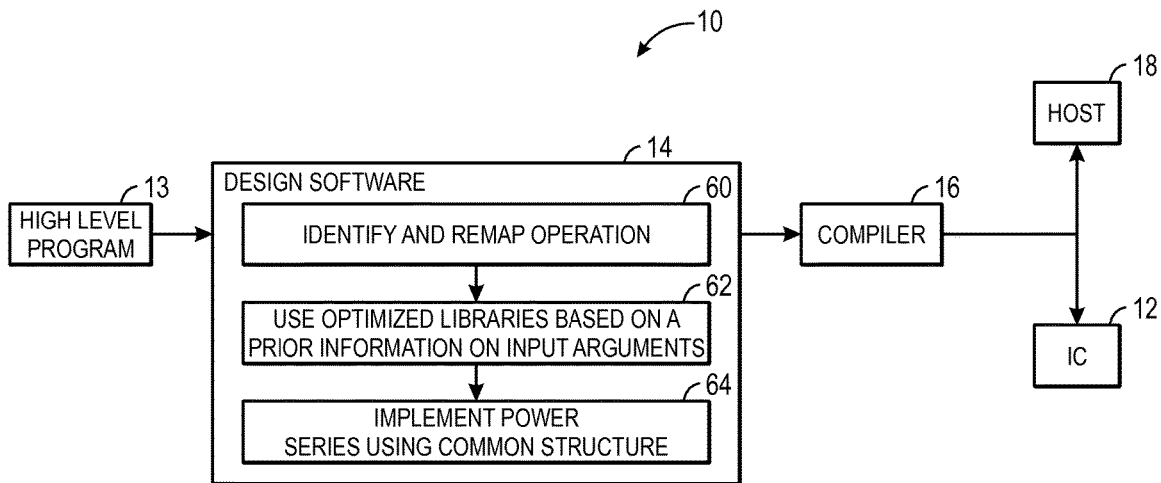 10
18
HOST
14
DESIGN SOFTWARE
13
HIGH LEVEL
PROGRAM
60
IDENTIFY AND REMAP OPERATION
16
COMPILER
62
USE OPTIMIZED LIBRARIES BASED ON A
PRIOR INFORMATION ON INPUT ARGUMENTS
12
IC
64
IMPLEMENT POWER
SERIES USING COMMON STRUCTURE